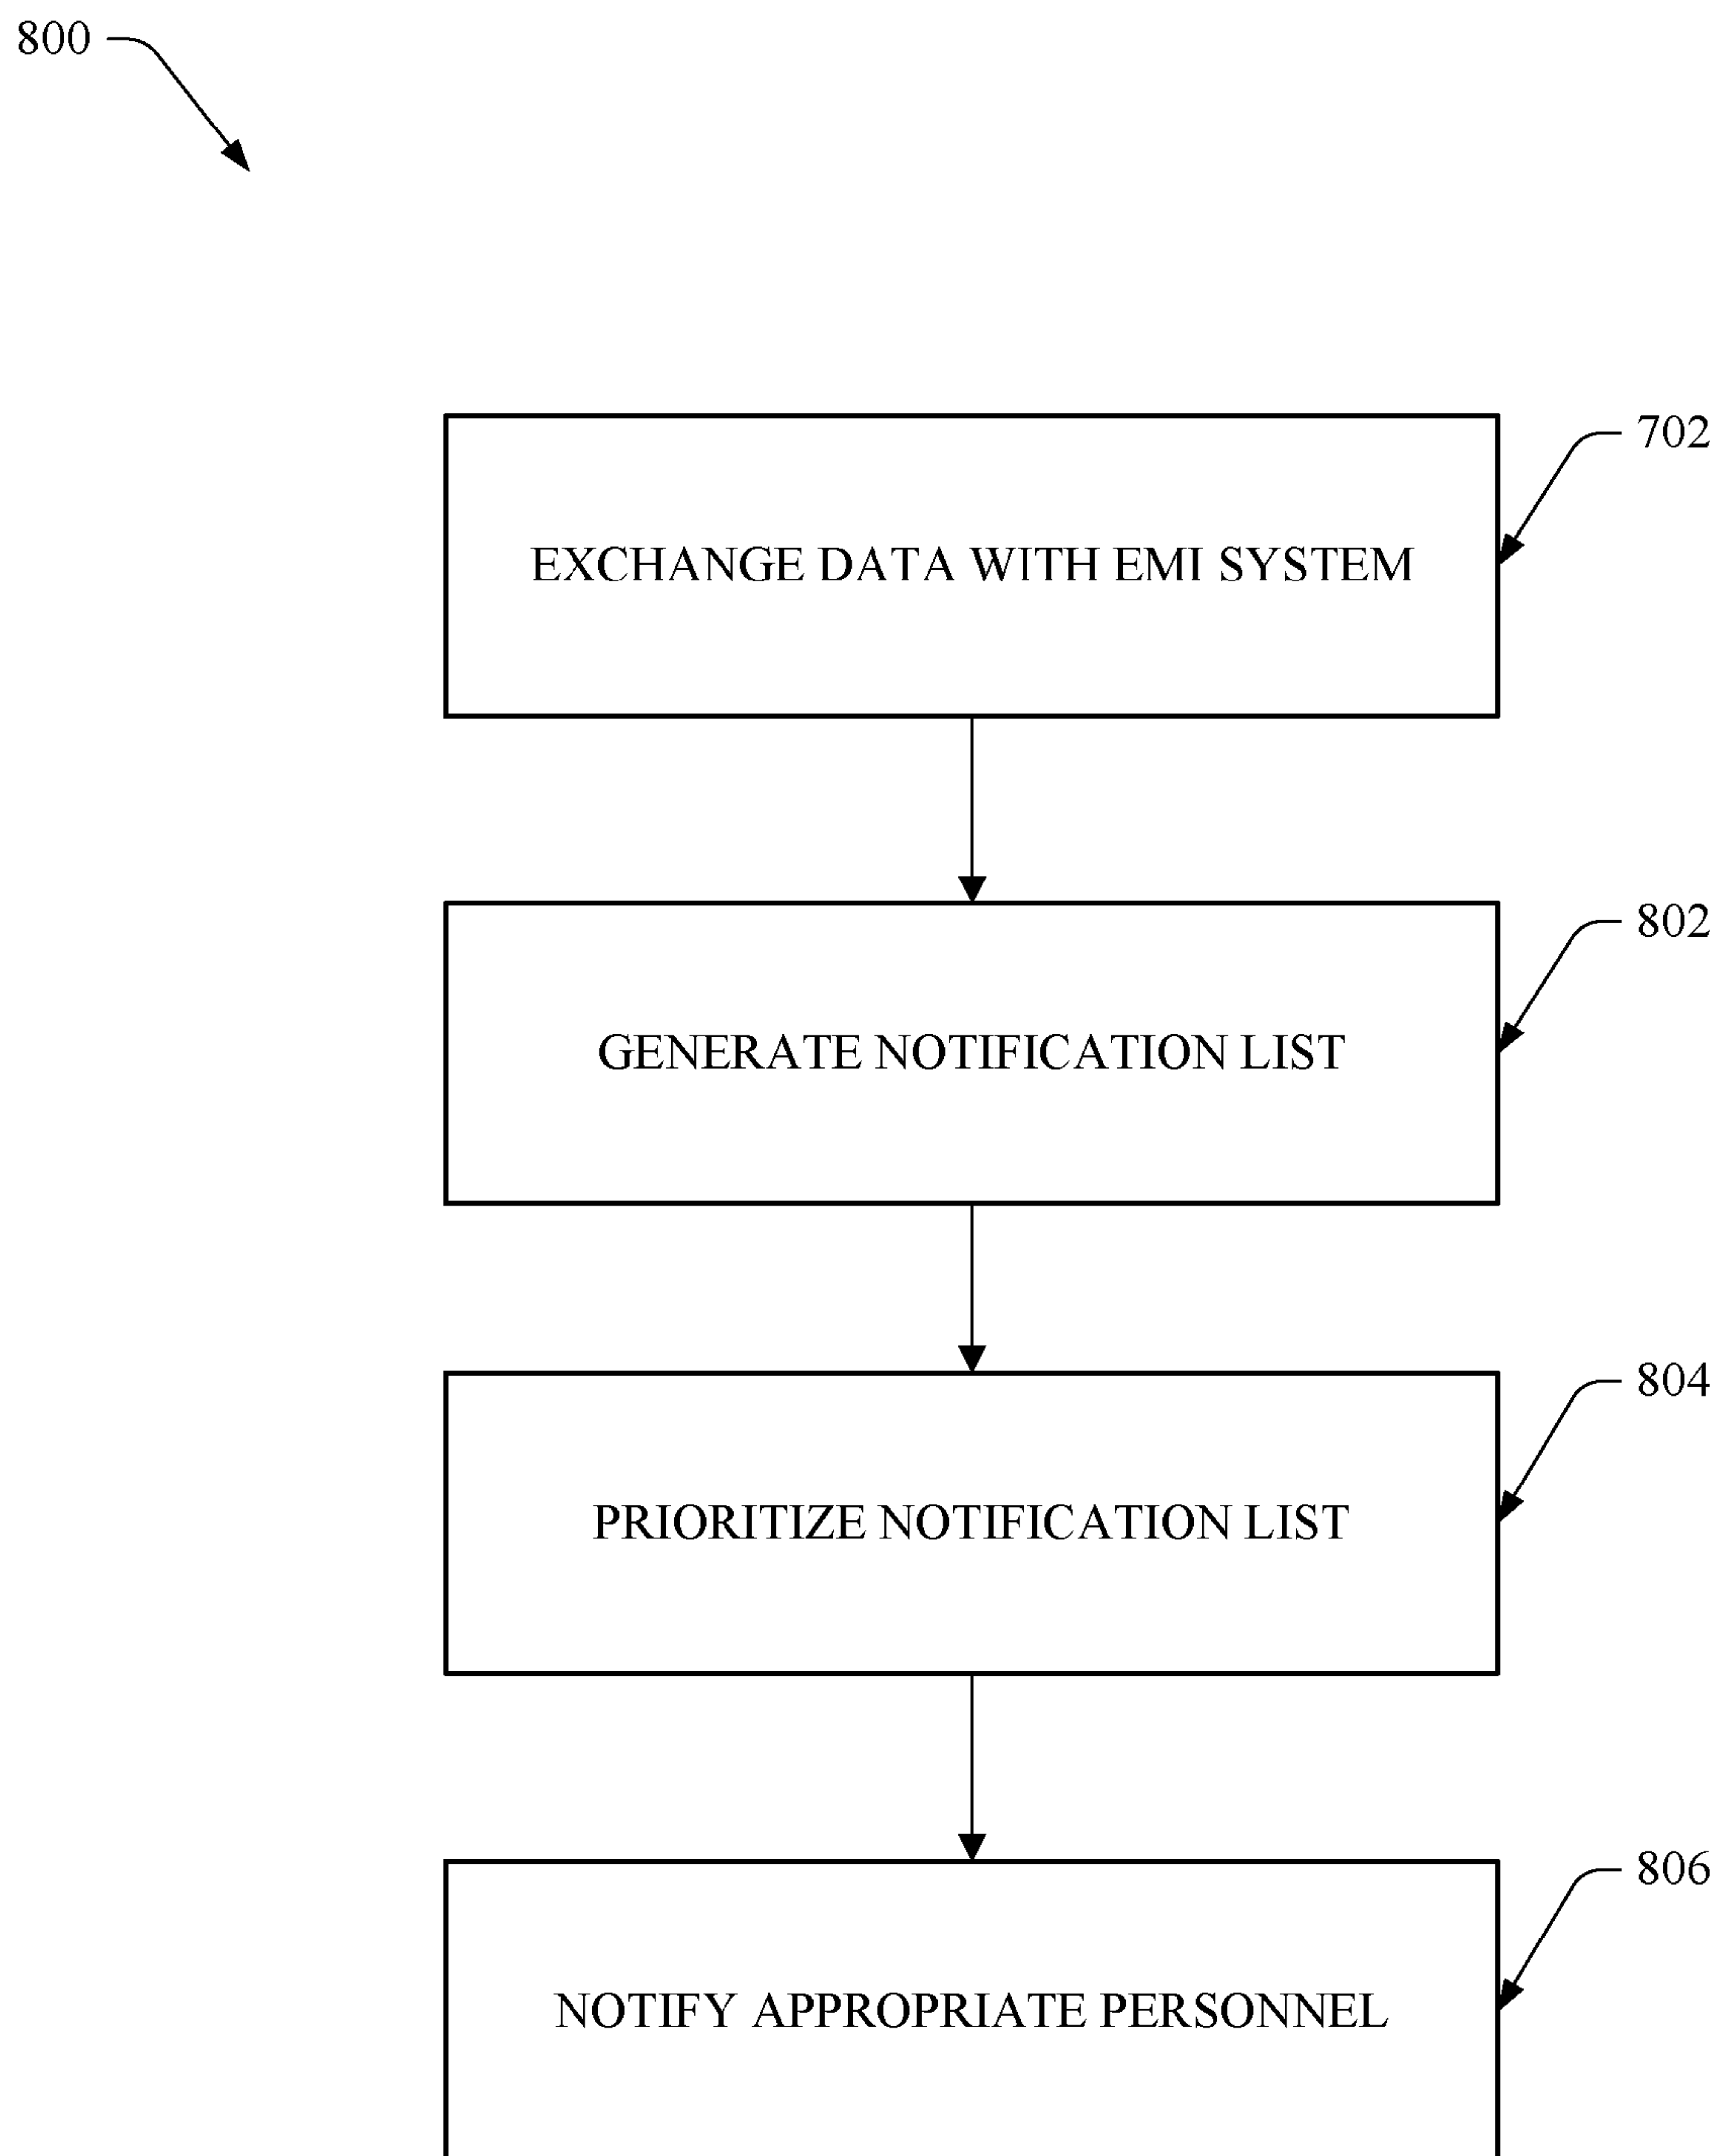 800
702
EXCHANGE DATA WITH EMI SYSTEM
802
GENERATE NOTIFICATION LIST
804
PRIORITIZE NOTIFICATION LIST
806
NOTIFY APPROPRIATE PERSONNEL